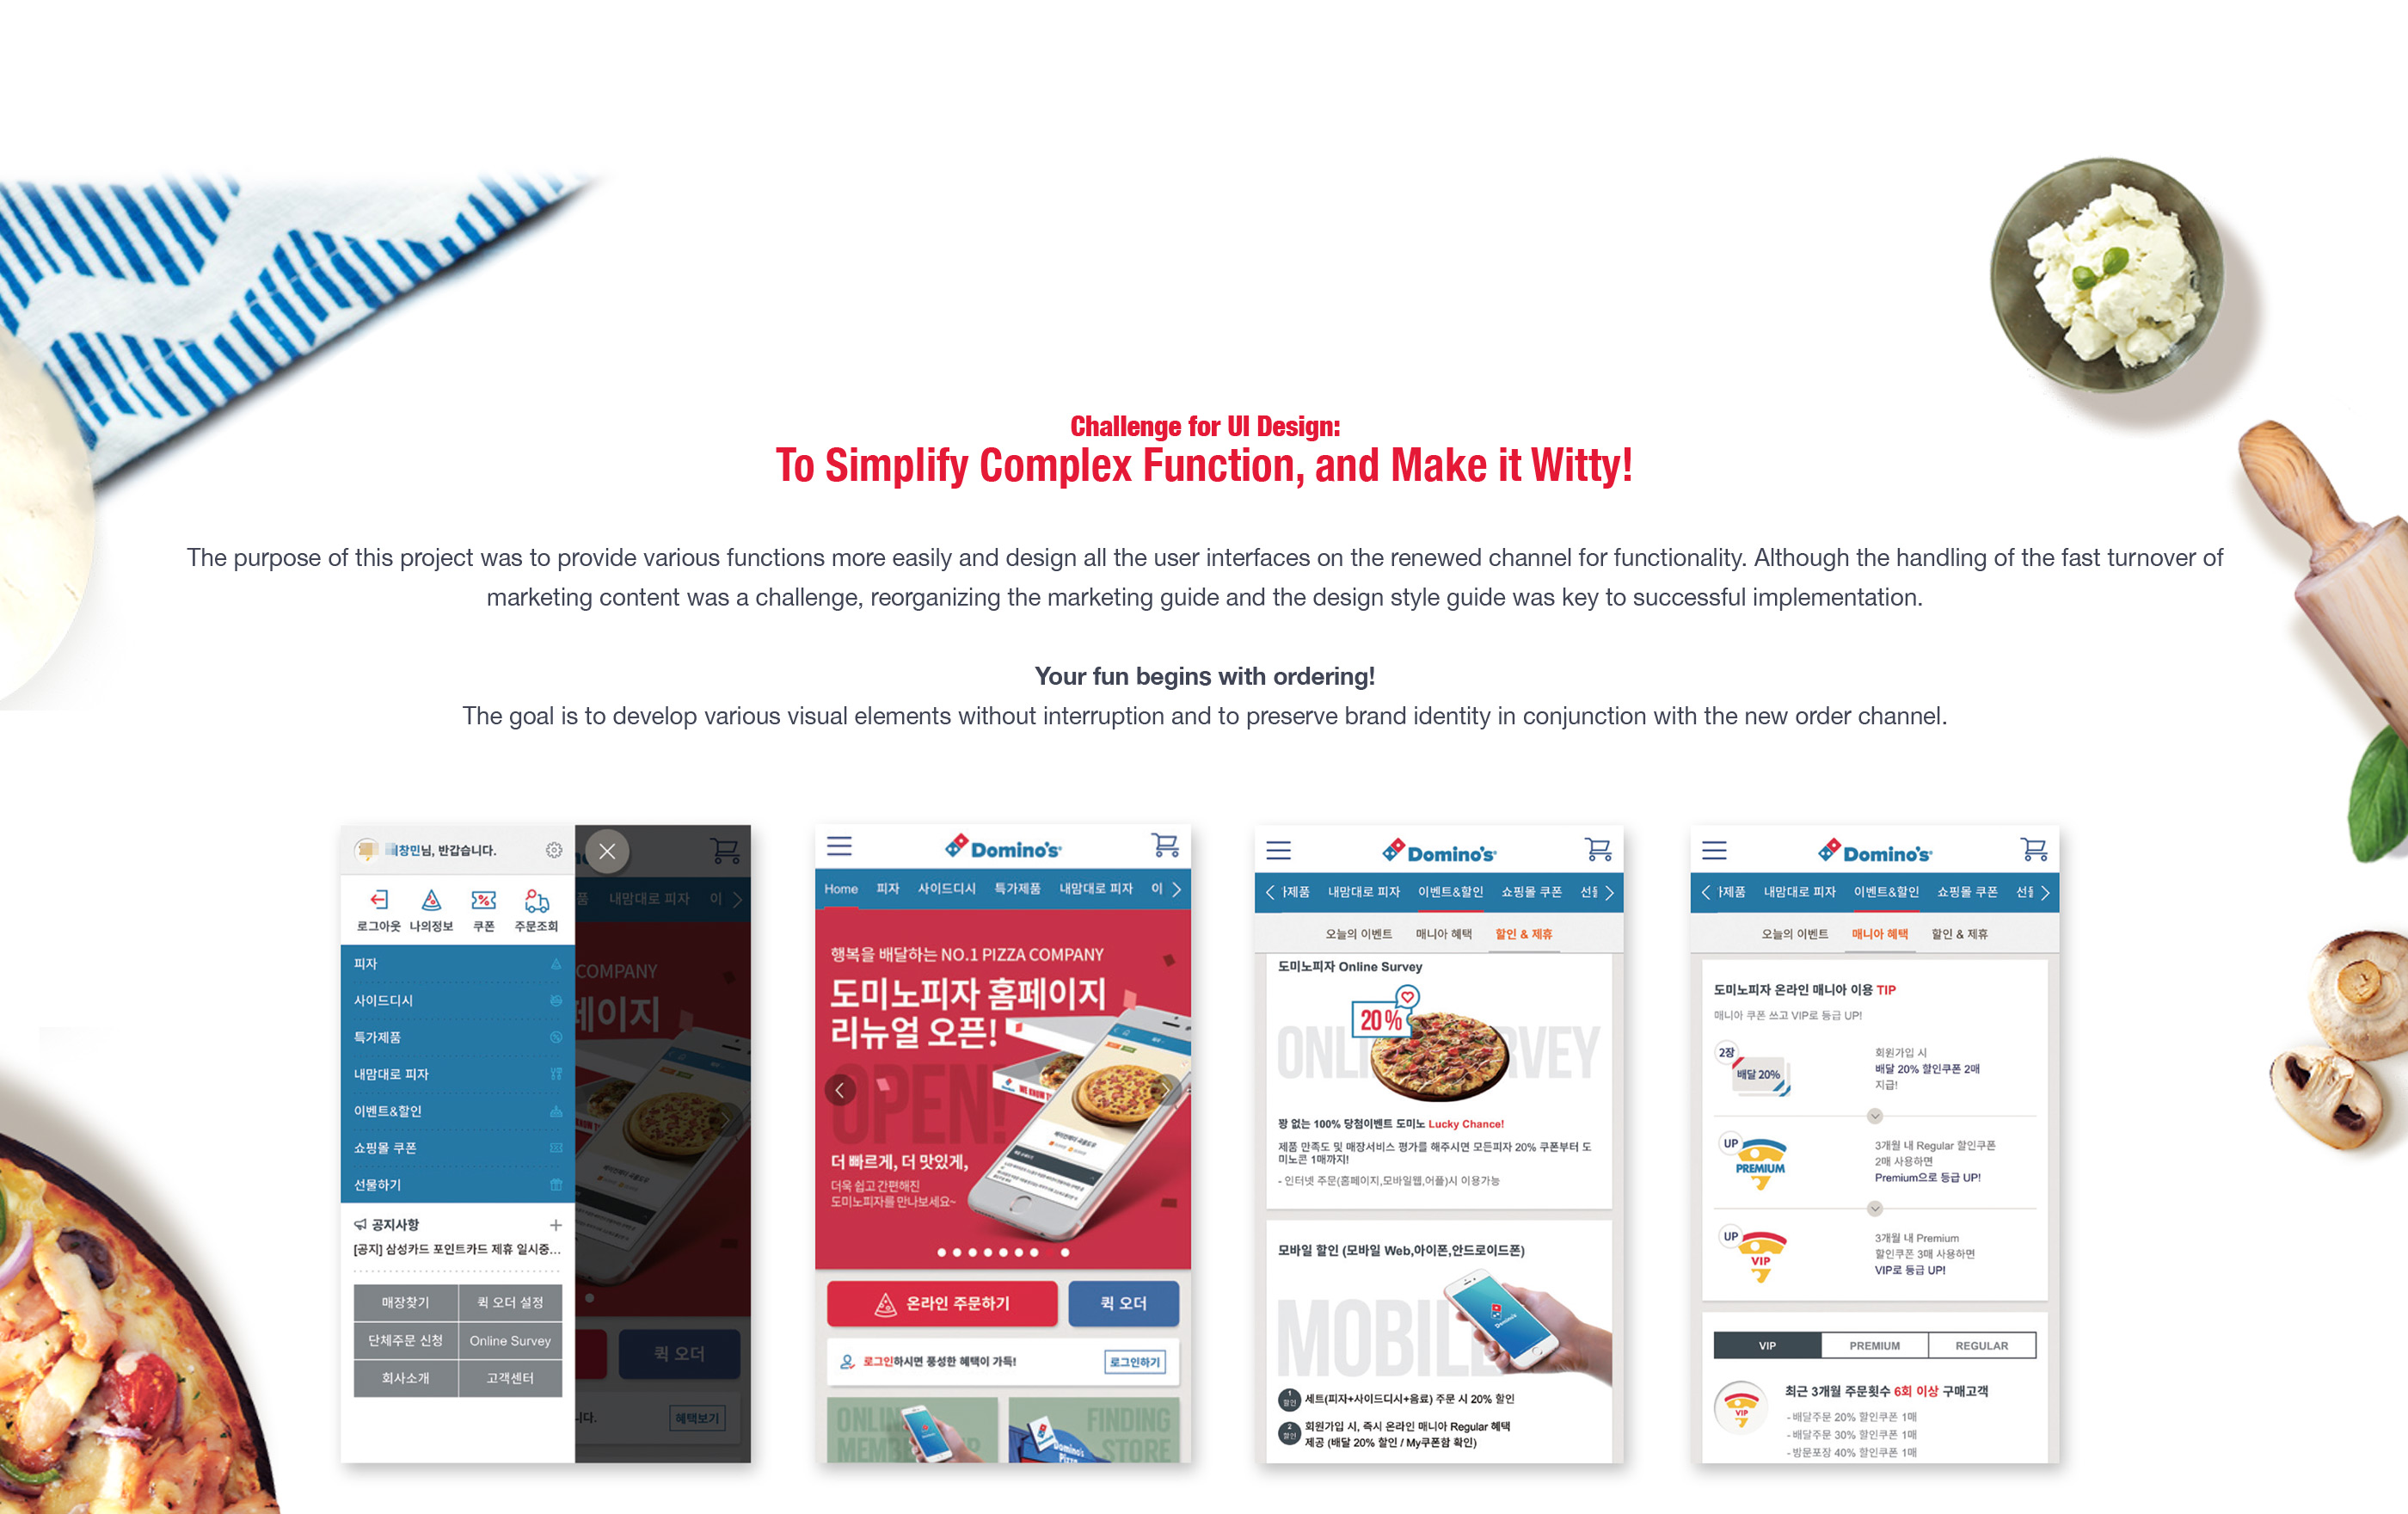 Challenge for UI Design:
To Simplify Complex Function, and Make it Witty!
The purpose of this project was to provide various functions more easily and design all the user interfaces on the renewed channel for functionality. Although the handling of the fast turnover of
marketing content was a challenge, reorganizing the marketing guide and the design style guide was key to successful implementation.
Your fun begins with ordering!
The goal is to develop various visual elements without interruption and to preserve brand identity in conjunction with the new order channel.
창민님, 반갑습니다.
로그아웃 나의정보 쿠폰 주문조회
피자
사이드디시
특가제품
내맘대로 피자
이벤트&할인
쇼핑몰 쿠폰
선물하기
공지사항
[공지] 삼성카드 포인트카드 제휴 일시중...
매장찾기 퀵 오더 설정
단체주문 신청 Online Survey
회사소개 고객센터
품 내맘대로 피자 이
COMPANY
페이지
퀵 오더
니다. 혜택보기
Domino's
Home 피자 사이드디시 특가제품 내맘대로 피자 이
행복을 배달하는 NO.1 PIZZA COMPANY
도미노피자 홈페이지
리뉴얼 오픈!
OPEN!
더 빠르게, 더 맛있게,
더욱 쉽고 간편해진
도미노피자를 만나보세요~
온라인 주문하기 퀵 오더
로그인하시면 풍성한 혜택이 가득! 로그인하기
FINDING
STORE
Domino's
Pizza
Domino's
제품 내맘대로 피자 이벤트&할인 쇼핑몰 쿠폰 선물
오늘의 이벤트 매니아 혜택 할인 & 제휴
도미노피자 Online Survey
20%
ONLI RVEY
꽝 없는 100% 당첨이벤트 도미노 Lucky Chance!
제품 만족도 및 매장서비스 평가를 해주시면 모든피자 20% 쿠폰부터 도
미노콘 1매까지!
- 인터넷 주문(홈페이지,모바일웹,어플)시 이용가능
모바일 할인 (모바일 Web,아이폰,안드로이드폰)
MOBILE
Domino's
1 할인 세트(피자+사이드디시+음료) 주문 시 20% 할인
2 할인 회원가입 시, 즉시 온라인 매니아 Regular 혜택
제공 (배달 20% 할인 / My쿠폰함 확인)
Domino's
제품 내맘대로 피자 이벤트&할인 쇼핑몰 쿠폰 선물
오늘의 이벤트 매니아 혜택 할인 & 제휴
도미노피자 온라인 매니아 이용 TIP
매니아 쿠폰 쓰고 VIP로 등급 UP!
2장
배달 20%
회원가입 시
배달 20% 할인쿠폰 2매
지급!
UP
PREMIUM
3개월 내 Regular 할인쿠폰
2매 사용하면
Premium으로 등급 UP!
UP
VIP
3개월 내 Premium
할인쿠폰 3매 사용하면
VIP로 등급 UP!
VIP PREMIUM REGULAR
VIP
최근 3개월 주문횟수 6회 이상 구매고객
- 배달주문 20% 할인쿠폰 1매
- 배달주문 30% 할인쿠폰 1매
- 방문포장 40% 할인쿠폰 1매